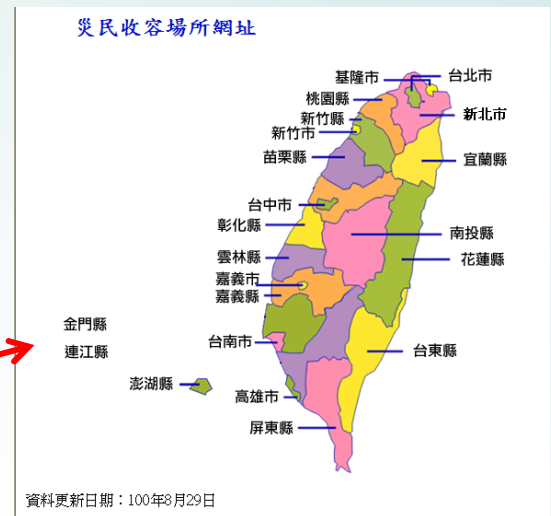 災民收容場所網址
基隆市
台北市
桃園縣
新北市
新竹縣
新竹市
苗栗縣
宜蘭縣
台中市
彰化縣
南投縣
雲林縣
花蓮縣
嘉義市
嘉義縣
金門縣
台南市
連江縣
台東縣
澎湖縣
高雄市
屏東縣
資料更新日期：100年8月29日